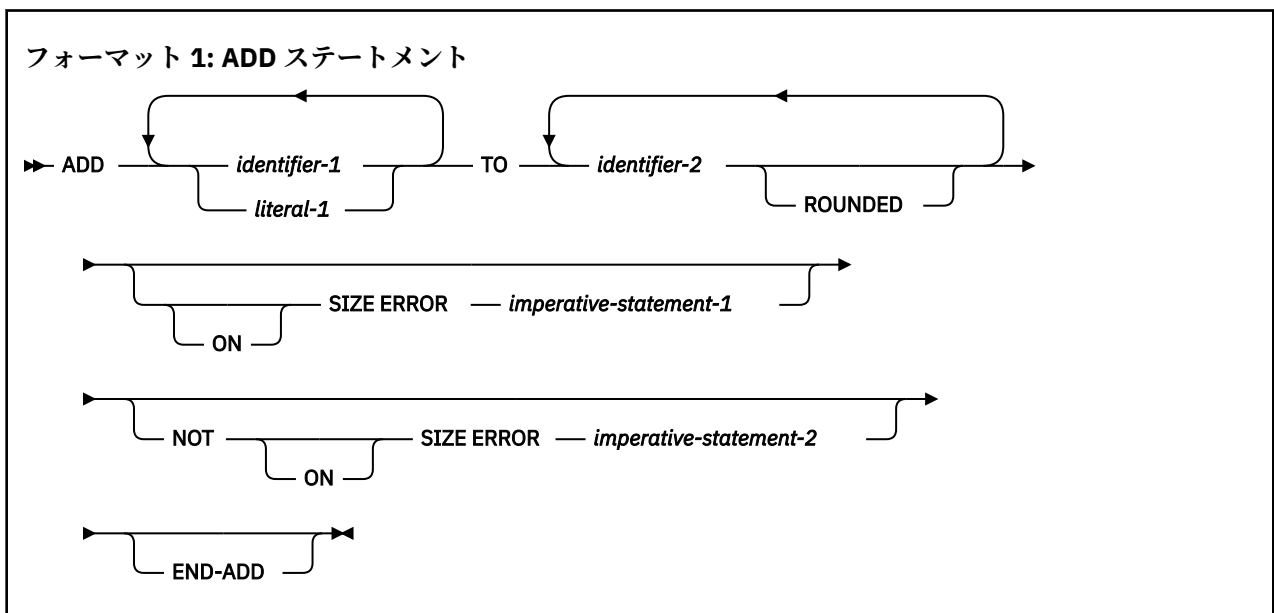 フォーマット 1: ADD ステートメント
ADD identifier-1 TO identifier-2
literal-1 ROUNDED
SIZE ERROR imperative-statement-1
ON
NOT SIZE ERROR imperative-statement-2
ON
END-ADD